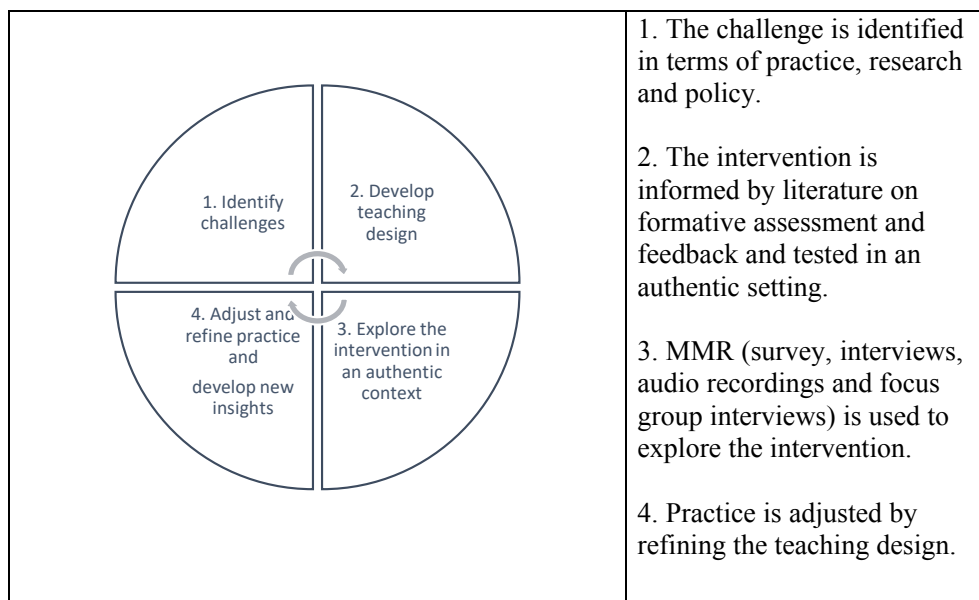 1. Identify
challenges
2. Develop
teaching
design
4. Adjust and
refine practice
and
develop new
insights
3. Explore the
intervention in
an authentic
context
1. The challenge is identified
in terms of practice, research
and policy.
2. The intervention is
informed by literature on
formative assessment and
feedback and tested in an
authentic setting.
3. MMR (survey, interviews,
audio recordings and focus
group interviews) is used to
explore the intervention.
4. Practice is adjusted by
refining the teaching design.